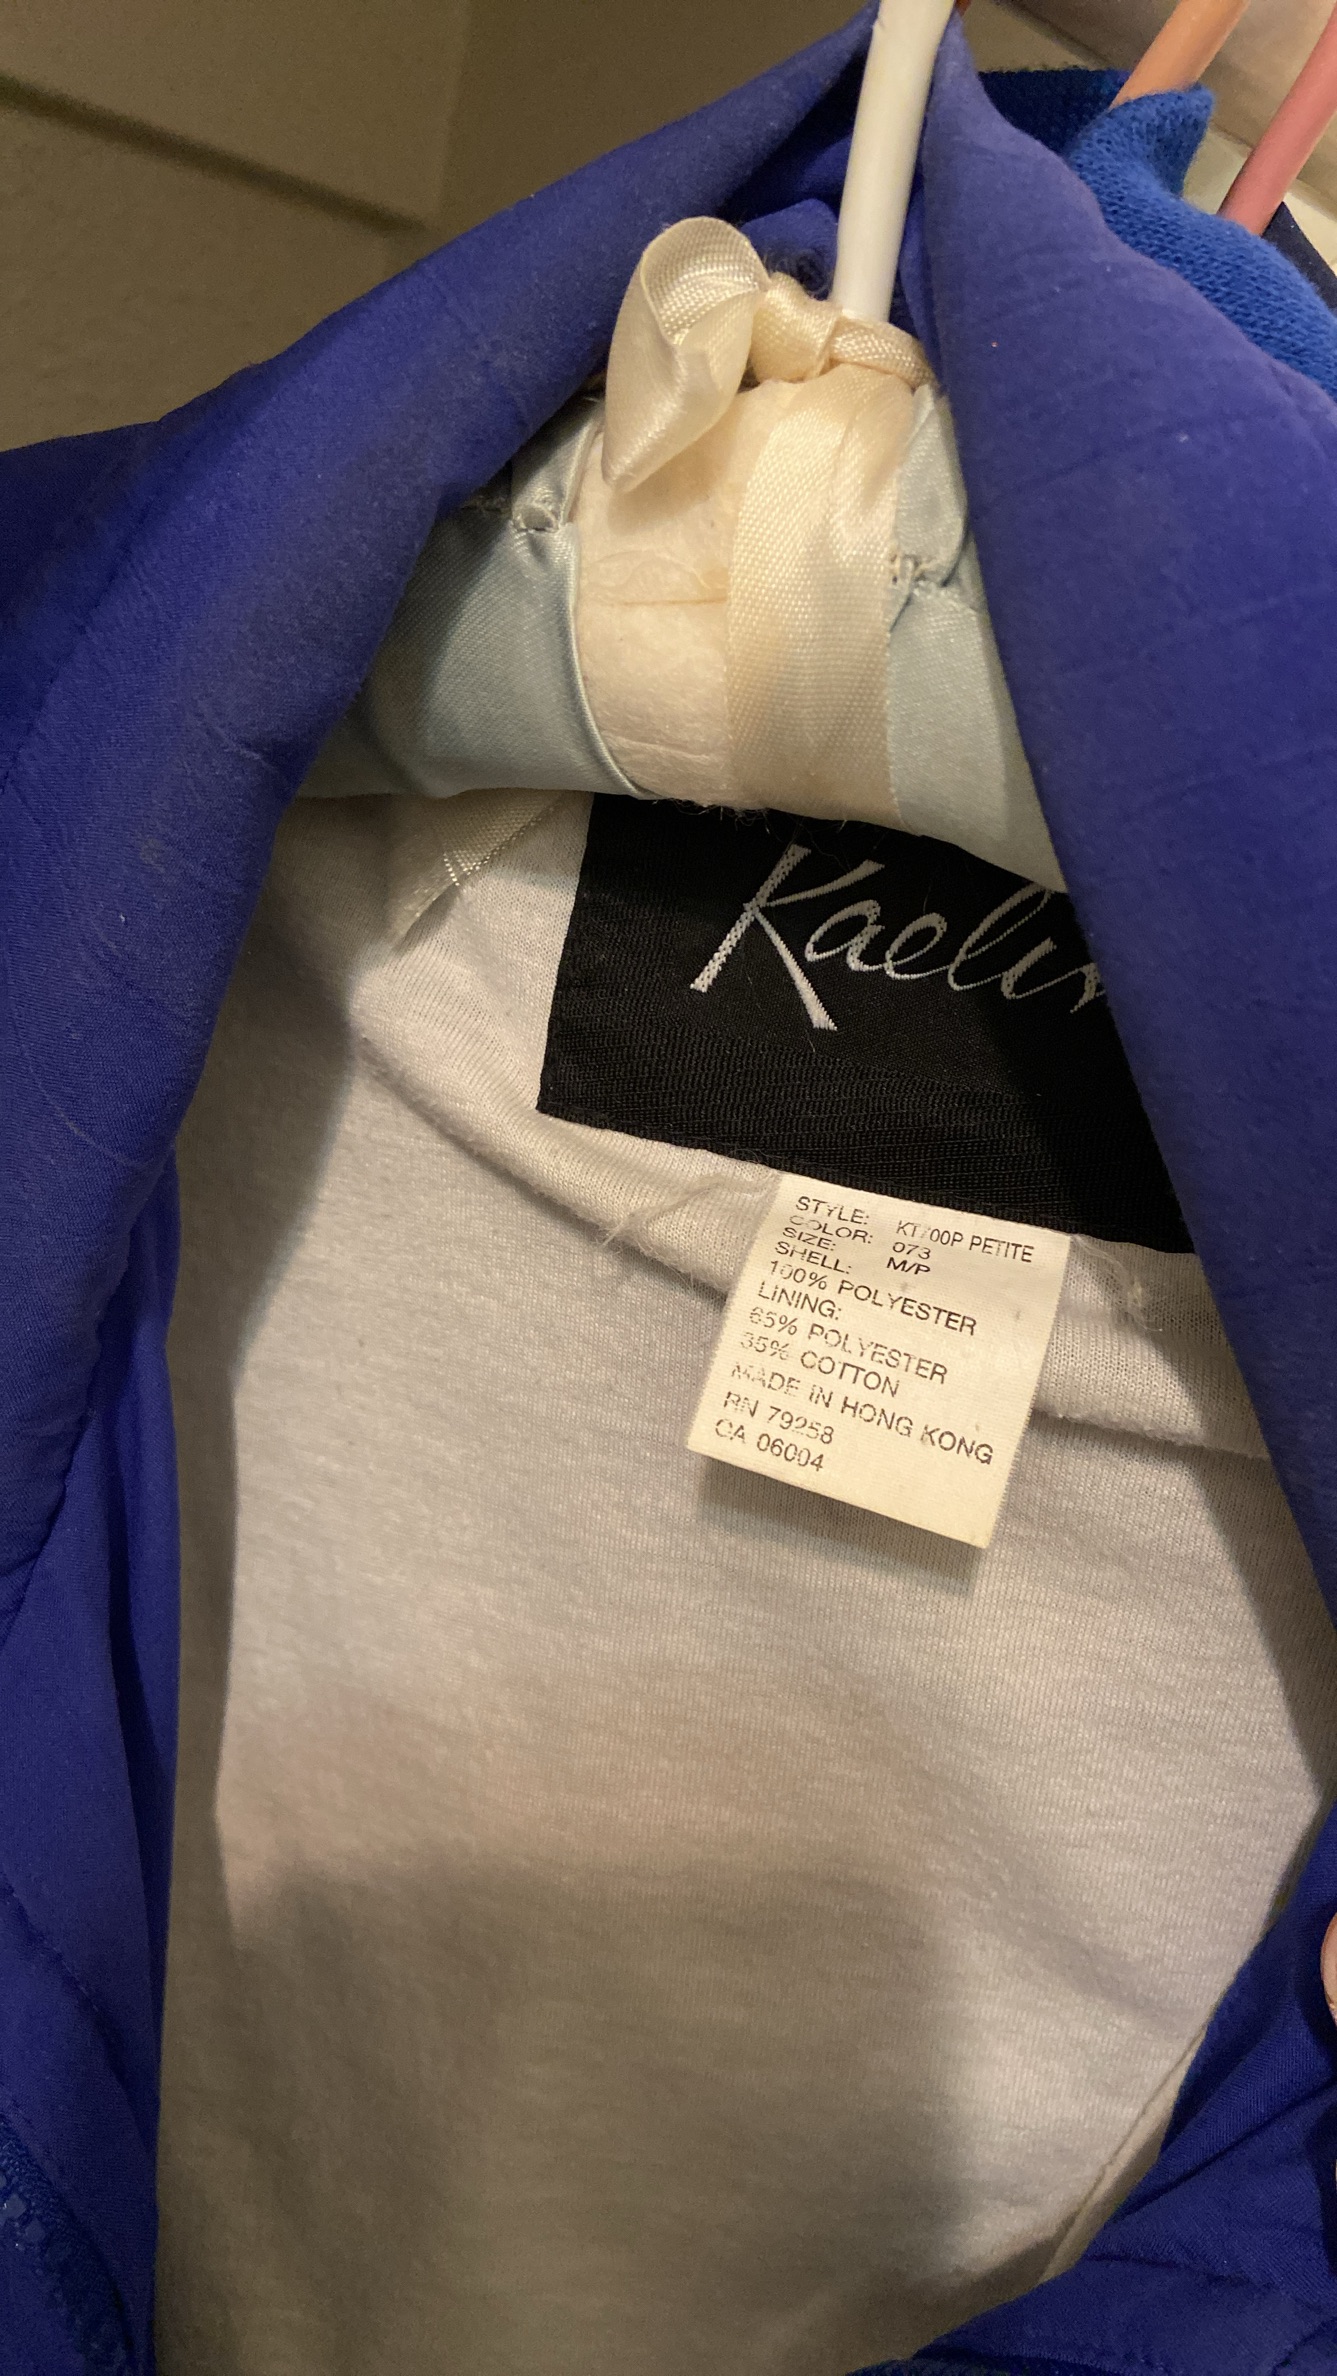 Kaelin
STYLE: KT700P PETITE
COLOR: 073
SIZE: M/P
SHELL:
100% POLYESTER
LINING:
65% POLYESTER
35% COTTON
MADE IN HONG KONG
RN 79258
CA 06004